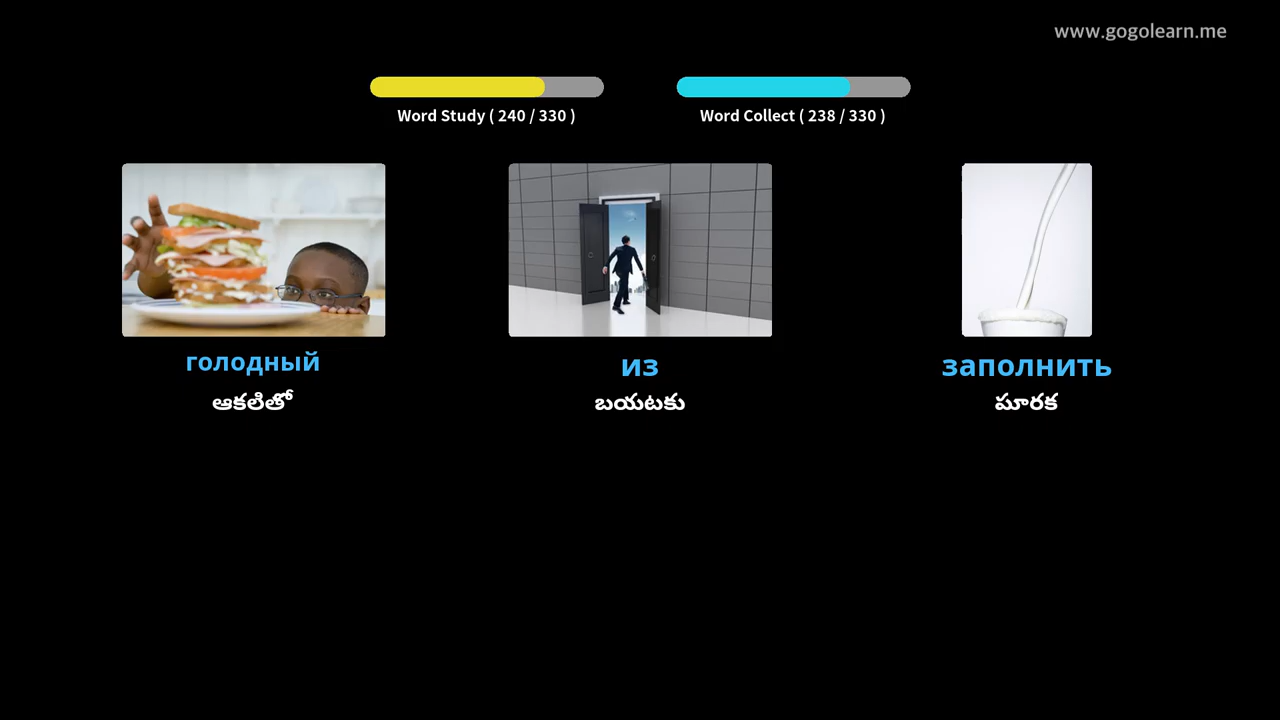 www.gogolearn.me
Word Study ( 240 / 330 )
Word Collect ( 238 / 330 )
голодный
из
заполнить
ఆకలితో
బయటకు
పూరక